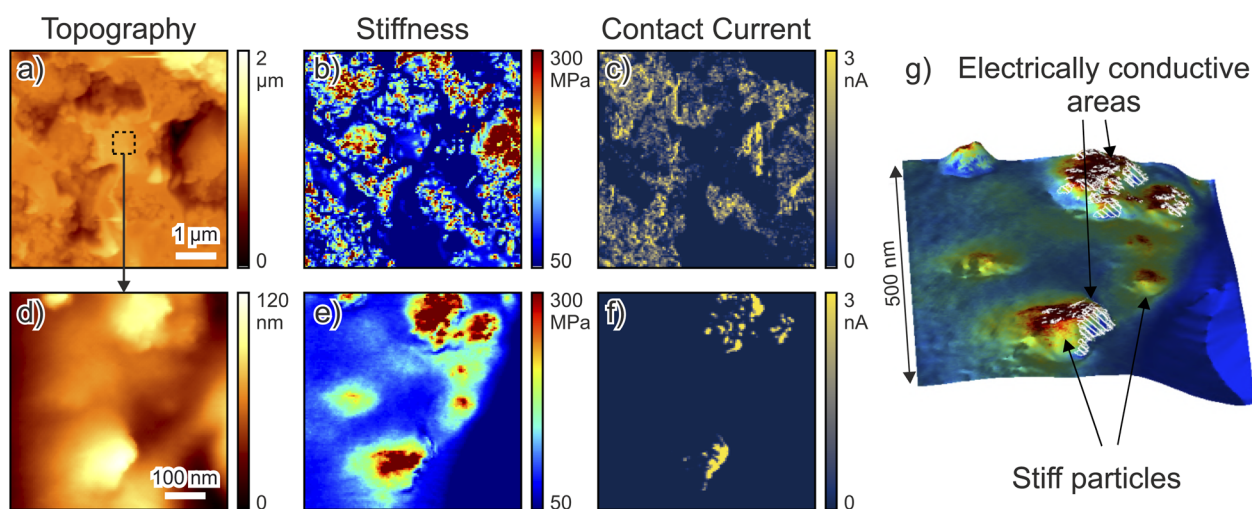 Topography
Stiffness
Contact Current
a)
2
µm
1 µm
0
b)
300
MPa
50
c)
3
nA
0
d)
120
nm
100 nm
0
e)
300
MPa
50
f)
3
nA
0
g)
Electrically conductive
areas
500 nm
Stiff particles